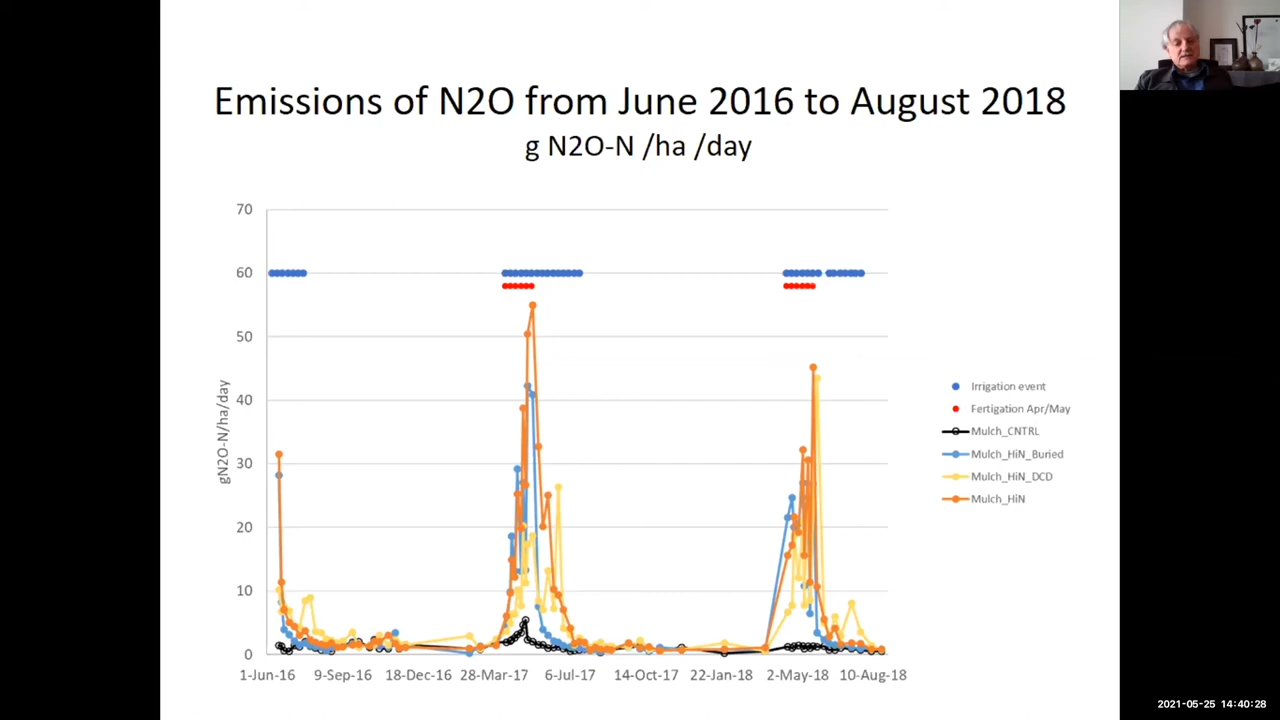 Emissions of N2O from June 2016 to August 2018
g N2O-N /ha /day
70
60
50
40
30
20
10
0
gN2O-N/ha/day
1-Jun-16 9-Sep-16 18-Dec-16 28-Mar-17 6-Jul-17 14-Oct-17 22-Jan-18 2-May-18 10-Aug-18
Irrigation event
Fertigation Apr/May
Mulch_CNTRL
Mulch_HiN_Buried
Mulch_HiN_DCD
Mulch_HiN
2021-05-25 14:40:28